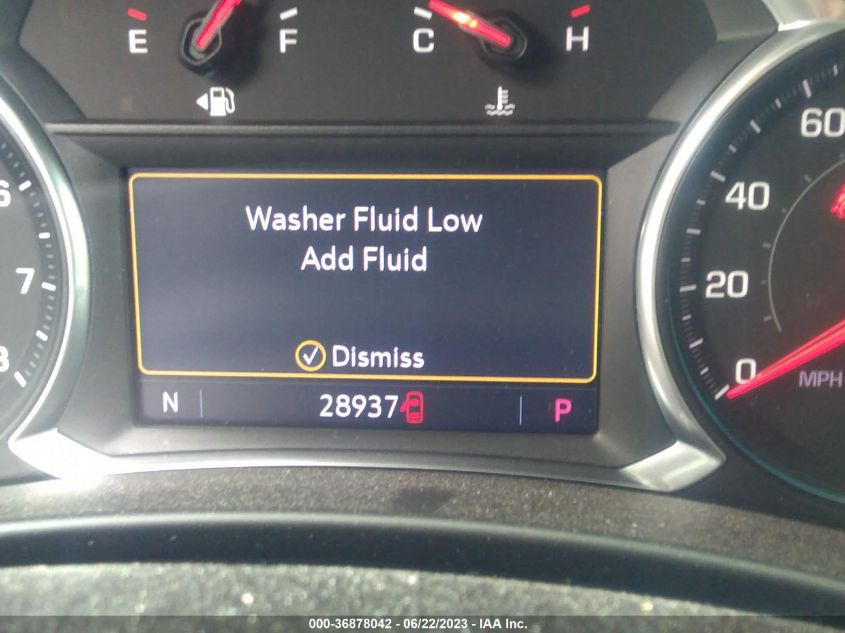 E F C H
Washer Fluid Low
Add Fluid
Dismiss
N 28937 P
6
7
8
60
40
20
0
MPH
000-36878042 - 06/22/2023 - IAA Inc.